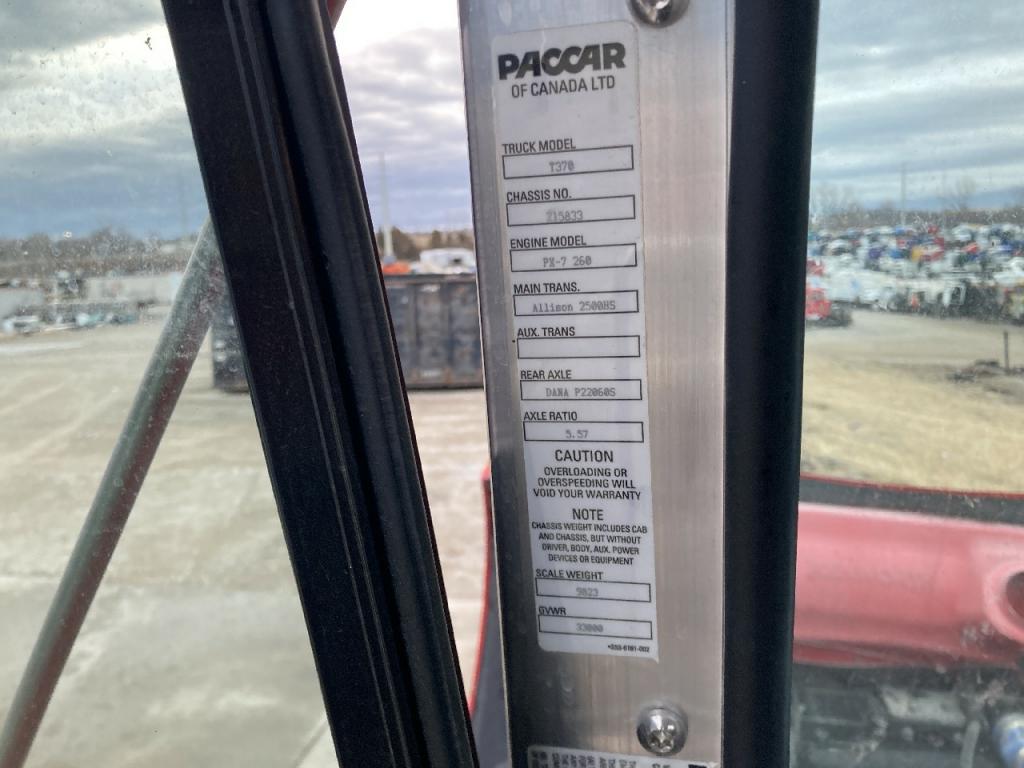 PACCAR
OF CANADA LTD
TRUCK MODEL
T370
CHASSIS NO.
215833
ENGINE MODEL
PX-7 260
MAIN TRANS.
Allison 2500HS
AUX. TRANS
REAR AXLE
DANA P22060S
AXLE RATIO
5.57
CAUTION
OVERLOADING OR
OVERSPEEDING WILL
VOID YOUR WARRANTY
NOTE
CHASSIS WEIGHT INCLUDES CAB
AND CHASSIS, BUT WITHOUT
DRIVER, BODY, AUX. POWER
DEVICES OR EQUIPMENT
SCALE WEIGHT
9823
GVWR
33000